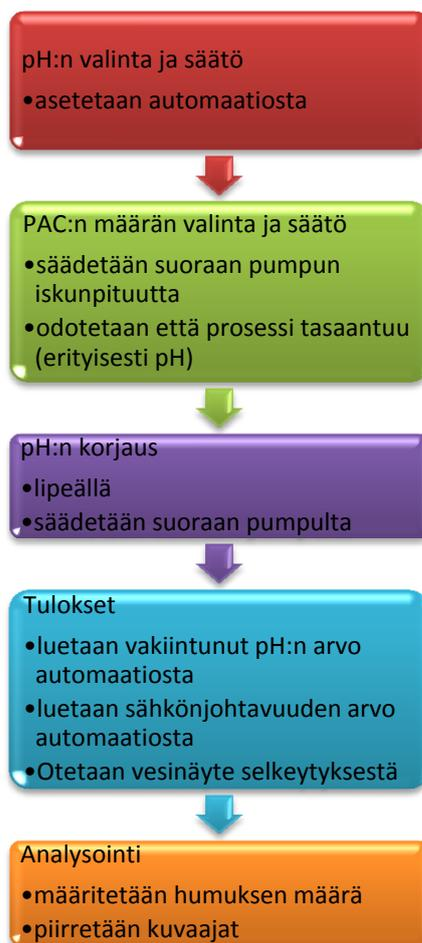 pH:n valinta ja säätö
•asetetaan automaatiosta
PAC:n määrän valinta ja säätö
•säädetään suoraan pumpun
iskunpituutta
•odotetaan että prosessi tasaantuu
(erityisesti pH)
pH:n korjaus
•lipeällä
•säädetään suoraan pumpulta
Tulokset
•luetaan vakiintunut pH:n arvo
automaatiosta
•luetaan sähkönjohtavuuden arvo
automaatiosta
•Otetaan vesinäyte selkeytyksestä
Analysointi
•määritetään humuksen määrä
•piirretään kuvaajat